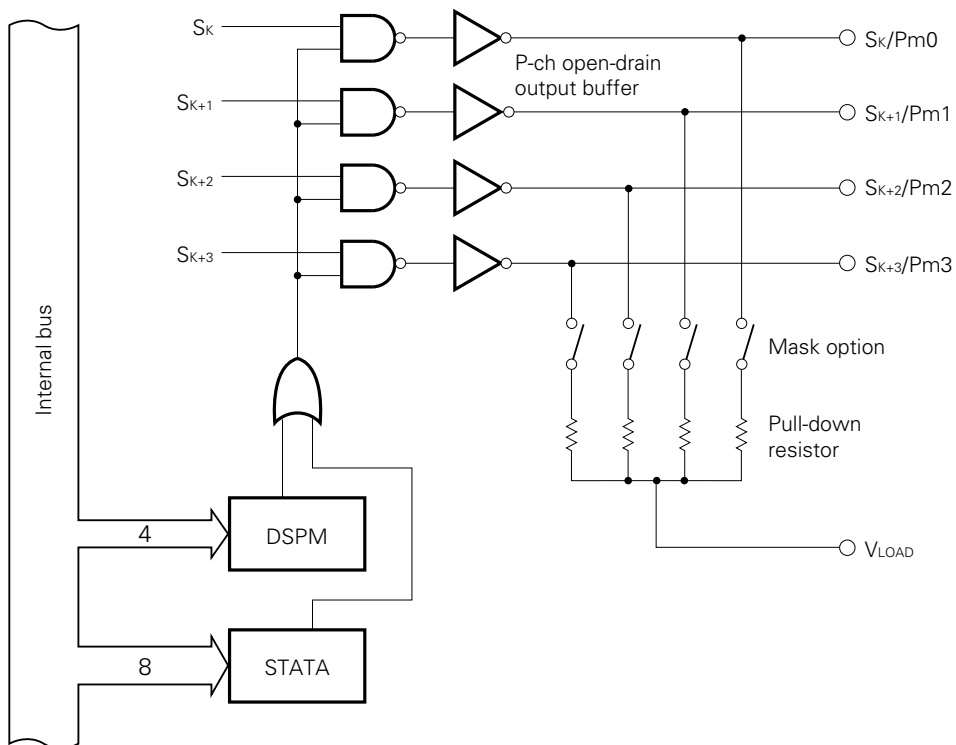 SK
SK/Pm0
P-ch open-drain
output buffer
SK+1
SK+1/Pm1
SK+2
SK+2/Pm2
SK+3
SK+3/Pm3
Internal bus
Mask option
Pull-down
resistor
4
DSPM
VLOAD
8
STATA